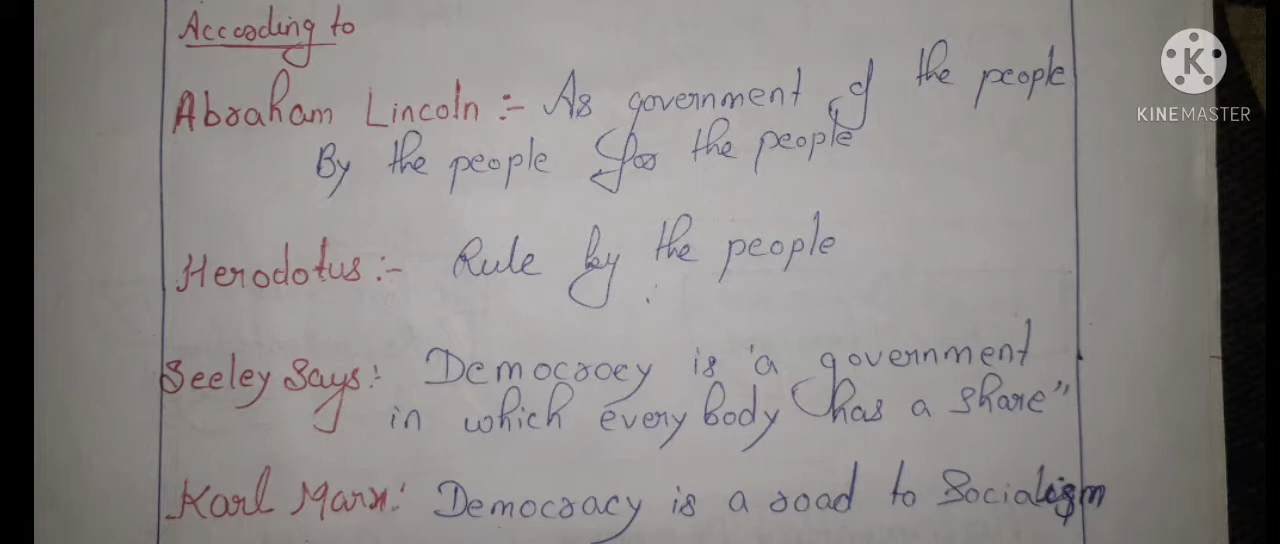 According to
Abraham Lincoln :- As government of the people
By the people for the people
Herodotus :- Rule by the people
Seeley Says :- Democracy is a government
in which every body has a share"
Karl Marx : Democracy is a road to Socialism
KINEMASTER